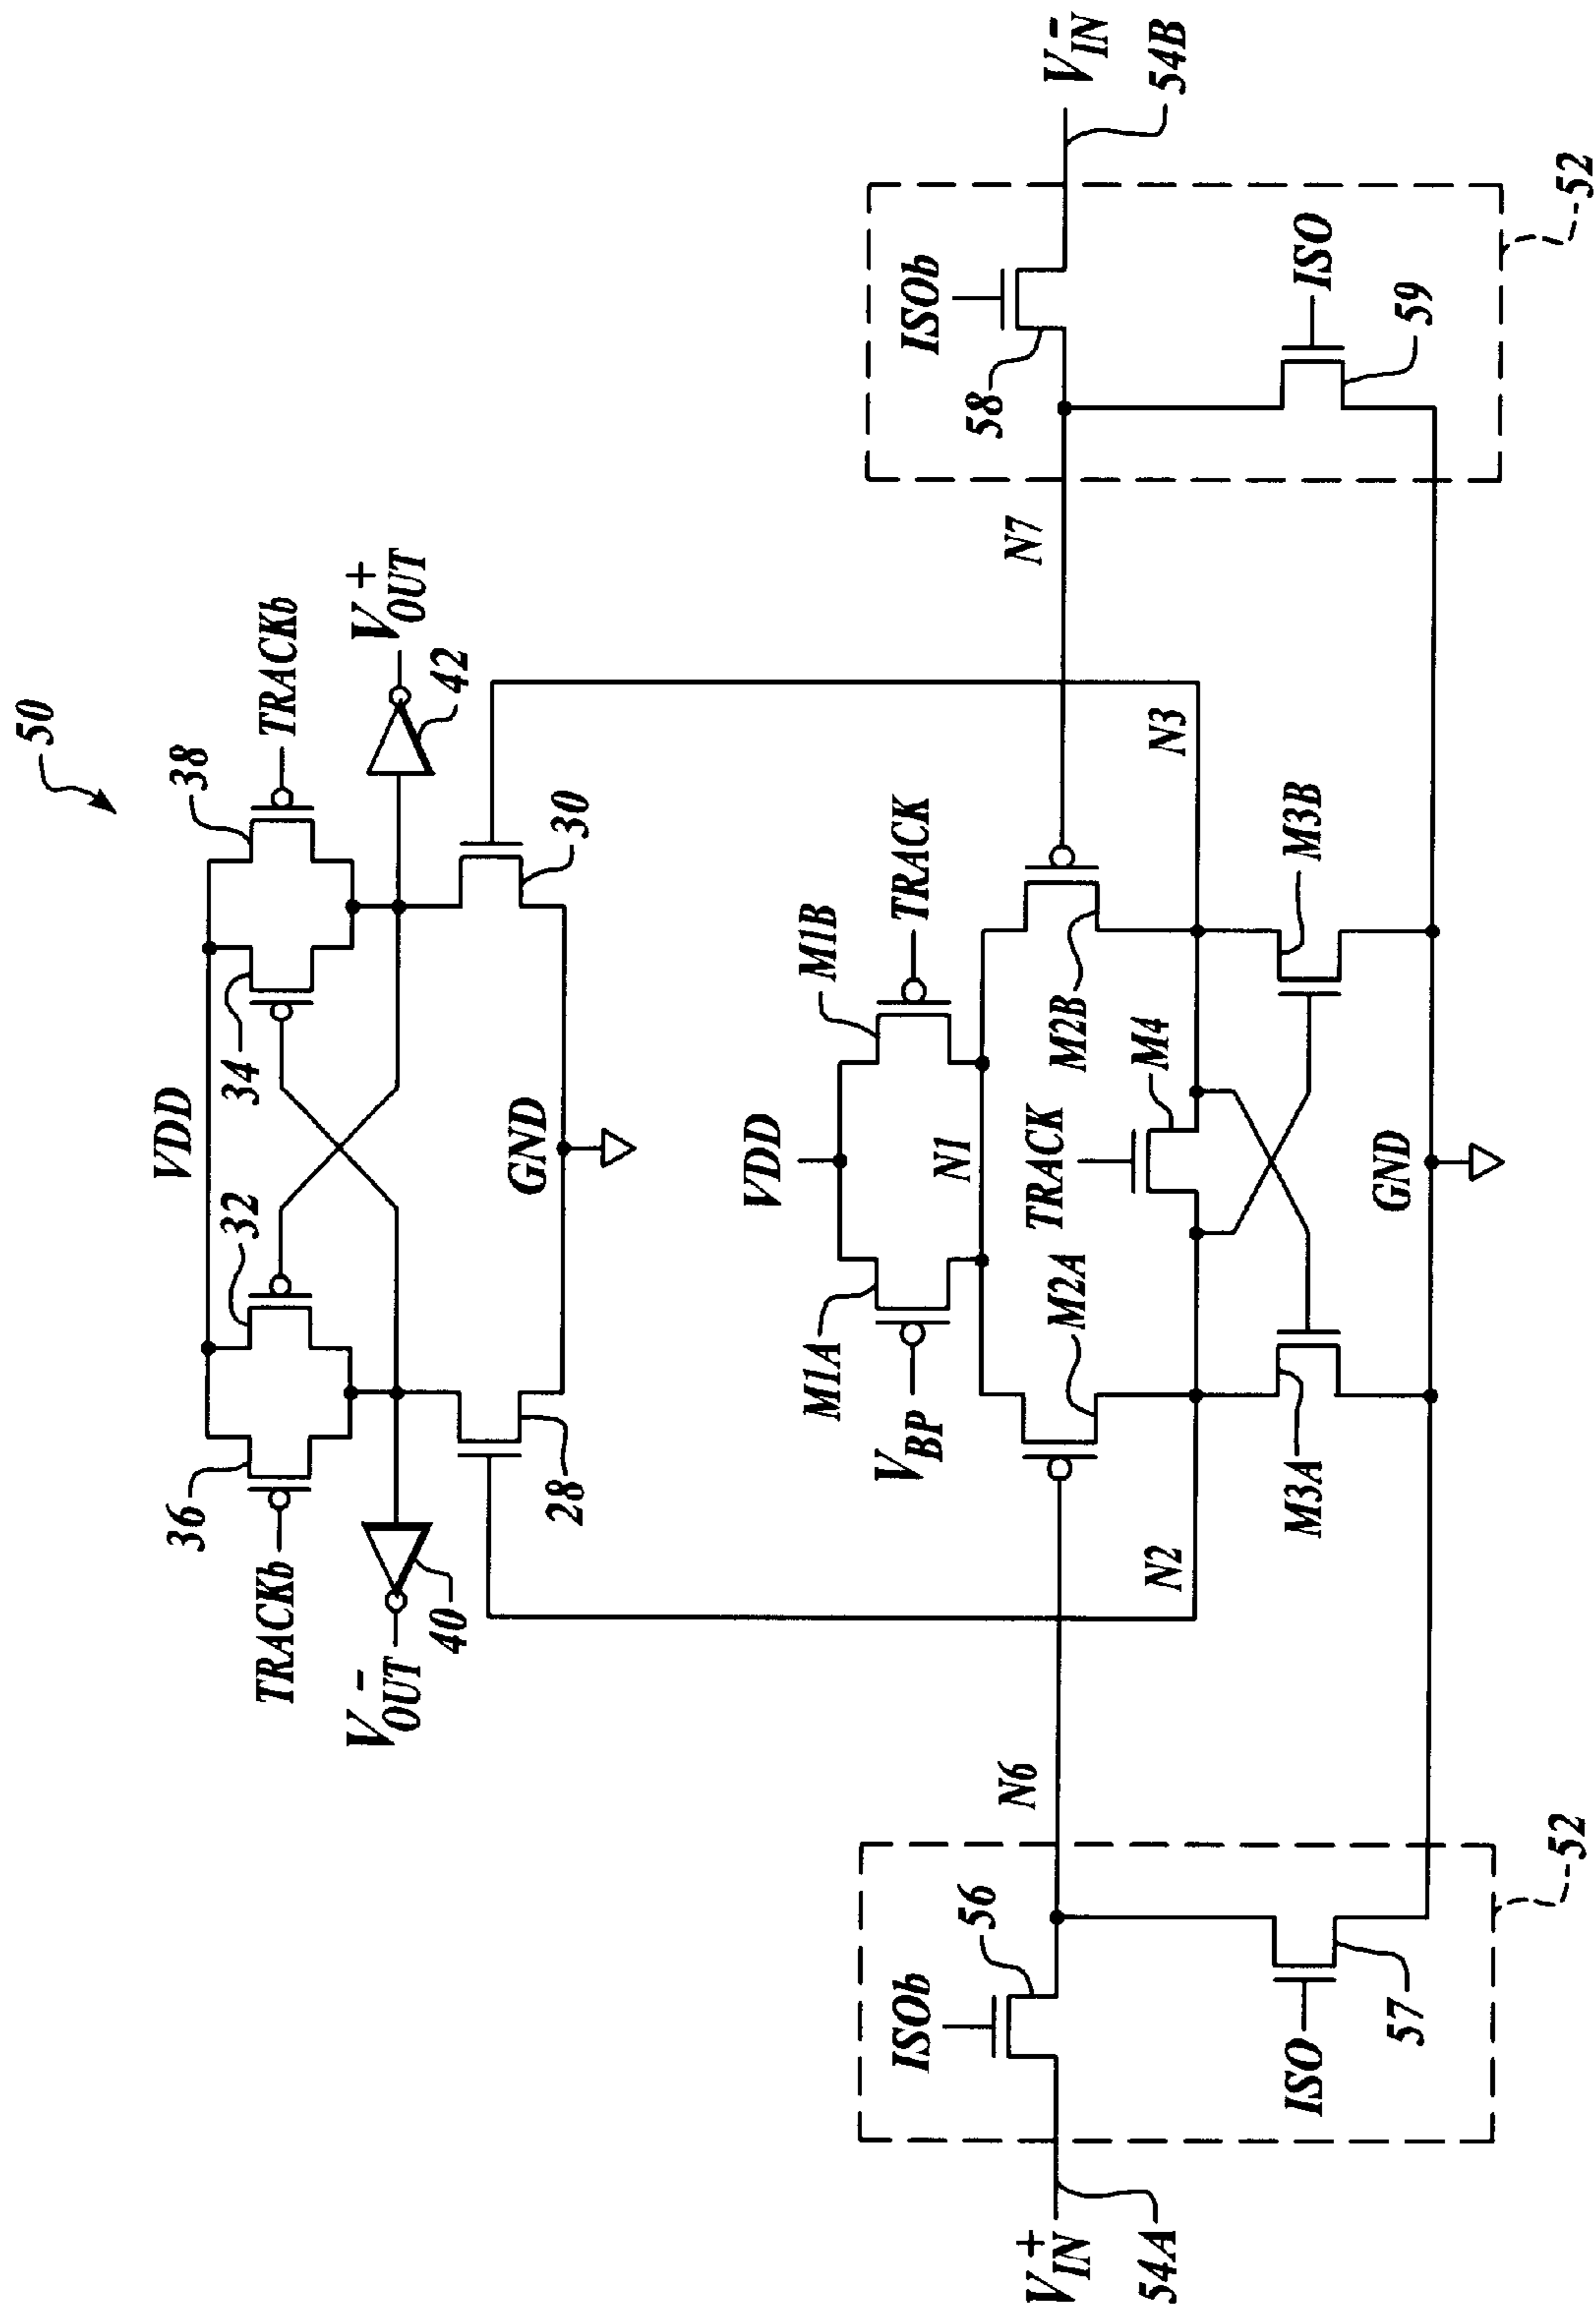 50
VDD
36
32
34
38
TRACKb
TRACKb
V-OUT
40
V+OUT
42
28
30
GND
VDD
M1A
M1B
VBP
TRACK
N1
M2A
M2B
TRACK
M4
N6
N7
N2
N3
ISOb
56
ISOb
58
V+IN
54A
V-IN
54B
M3A
M3B
GND
ISO
57
ISO
59
52
52